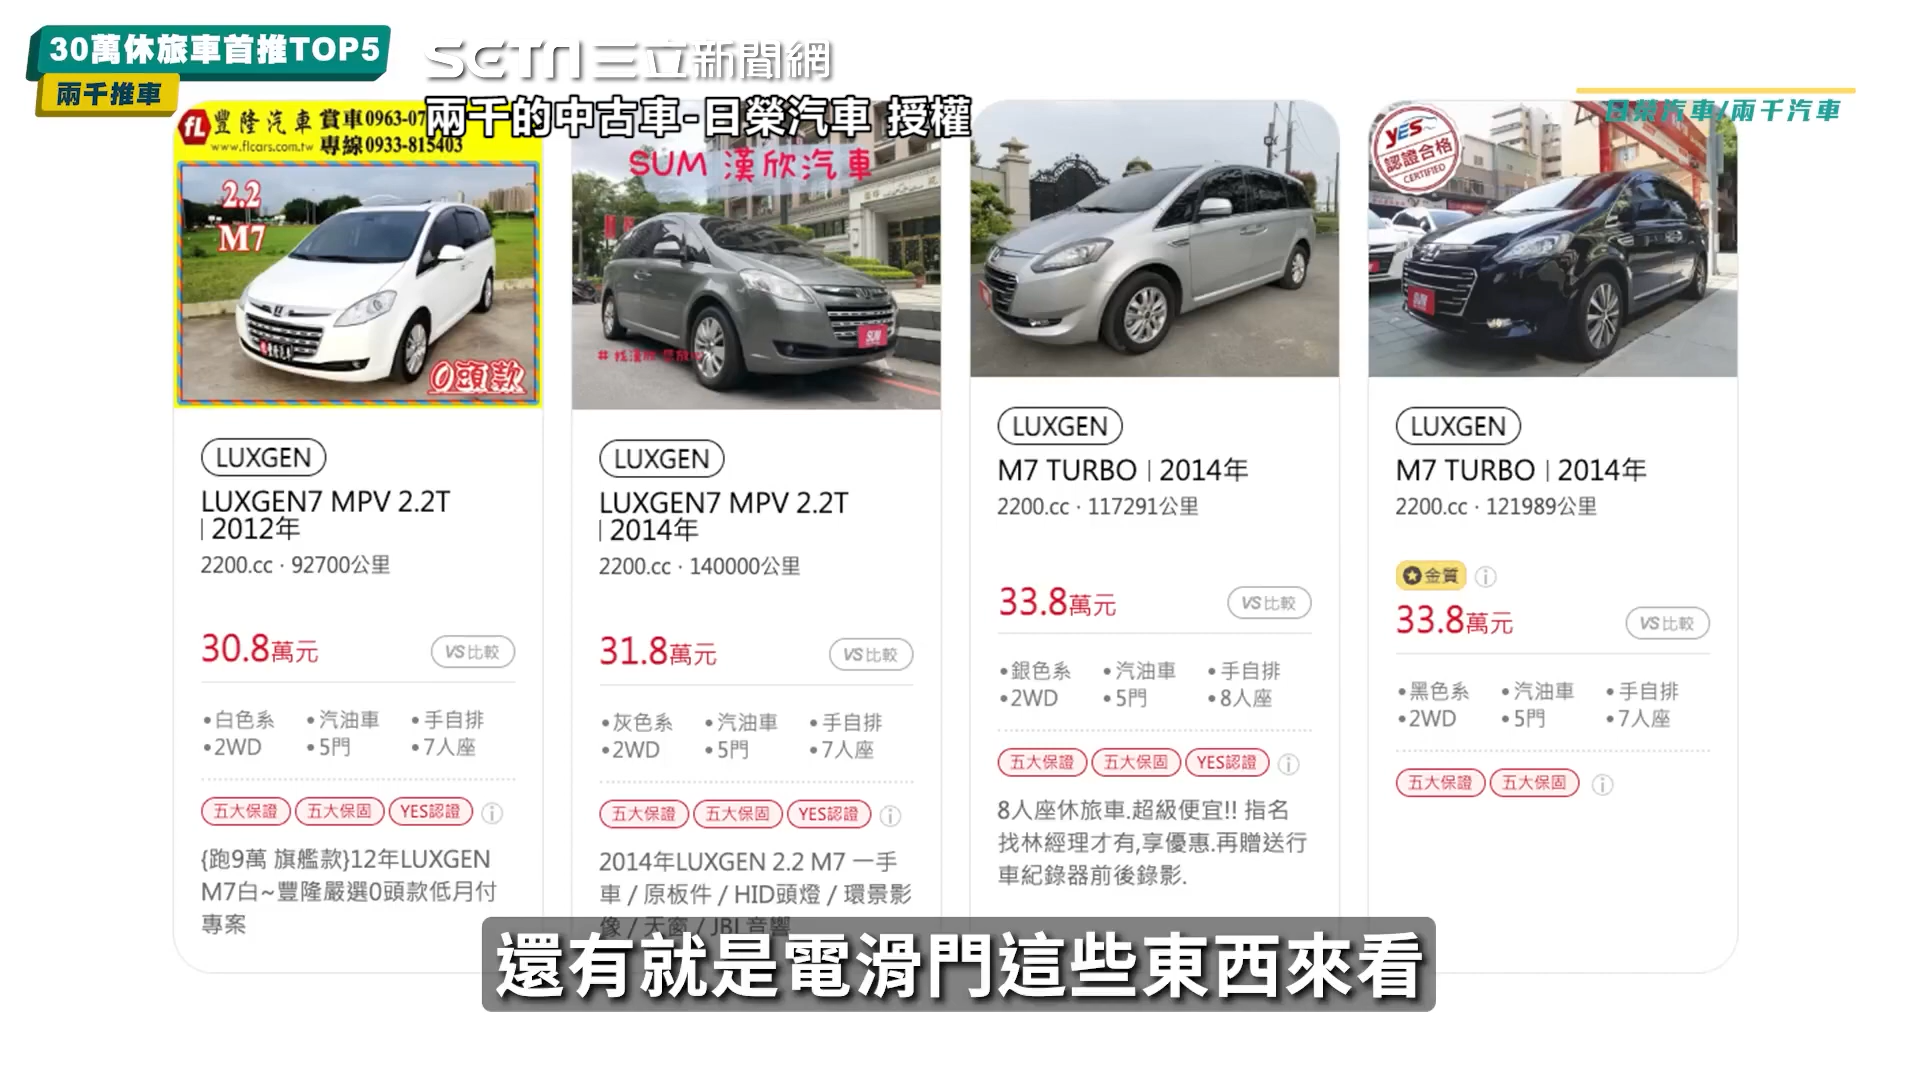 30萬休旅車首推TOP5
兩千推車
SETN三立新聞網
兩千的中古車-日榮汽車 授權
日榮汽車/兩千汽車
fL豐隆汽車 賞車0963-07
www.flcars.com.tw 專線0933-815403
2.2
M7
0頭款
LUXGEN
LUXGEN7 MPV 2.2T
| 2012年
2200.cc · 92700公里
30.8萬元
VS比較
•白色系 •汽油車 •手自排
•2WD •5門 •7人座
五大保證 五大保固 YES認證
{跑9萬 旗艦款}12年LUXGEN
M7白~豐隆嚴選0頭款低月付
專案
SUM 漢欣汽車
SUM
LUXGEN
LUXGEN7 MPV 2.2T
| 2014年
2200.cc · 140000公里
31.8萬元
VS比較
•灰色系 •汽油車 •手自排
•2WD •5門 •7人座
五大保證 五大保固 YES認證
2014年LUXGEN 2.2 M7 一手
車 / 原板件 / HID頭燈 / 環景影
像 / 天窗 / JBL音響
LUXGEN
M7 TURBO | 2014年
2200.cc · 117291公里
33.8萬元
VS比較
•銀色系 •汽油車 •手自排
•2WD •5門 •8人座
五大保證 五大保固 YES認證
8人座休旅車.超級便宜!! 指名
找林經理才有,享優惠.再贈送行
車紀錄器前後錄影.
YES
認證合格
CERTIFIED
SUM
LUXGEN
M7 TURBO | 2014年
2200.cc · 121989公里
金質
33.8萬元
VS比較
•黑色系 •汽油車 •手自排
•2WD •5門 •7人座
五大保證 五大保固
還有就是電滑門這些東西來看